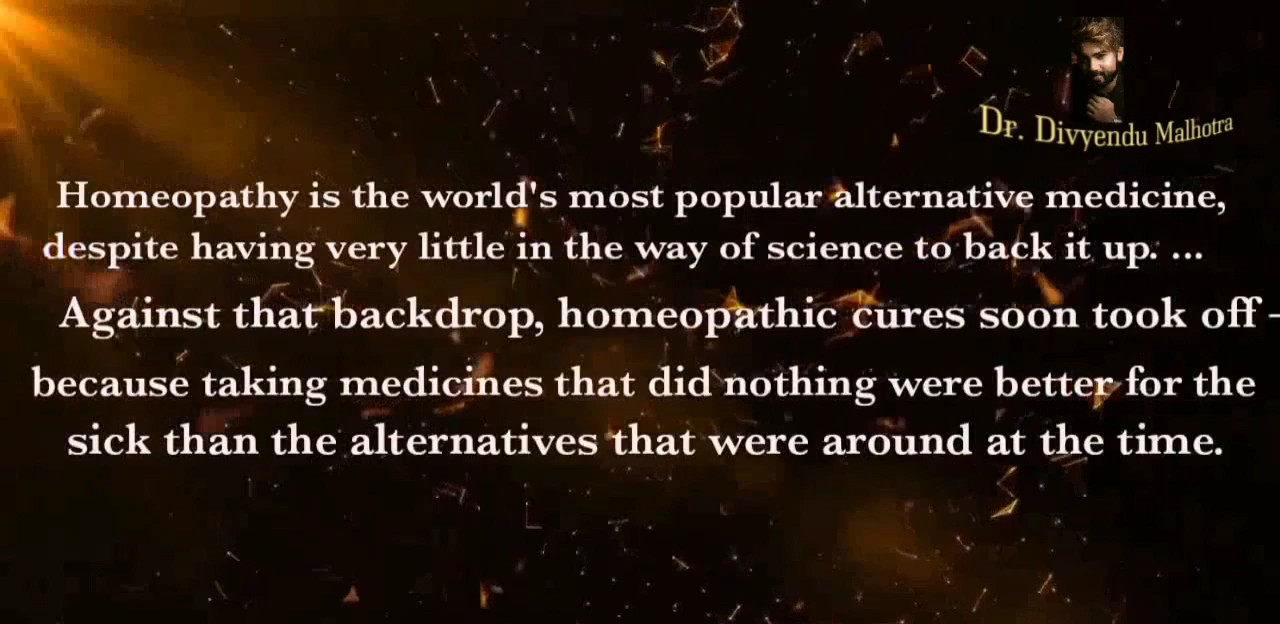 Dr. Divyendu Malhotra
Homeopathy is the world's most popular alternative medicine,
despite having very little in the way of science to back it up. ...
Against that backdrop, homeopathic cures soon took off -
because taking medicines that did nothing were better for the
sick than the alternatives that were around at the time.